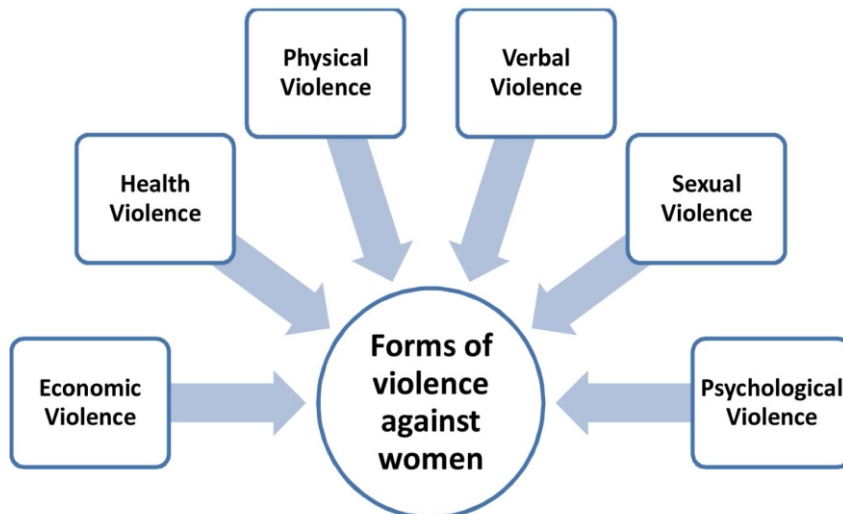 Physical
Violence
Verbal
Violence
Health
Violence
Sexual
Violence
Economic
Violence
Forms of
violence
against
women
Psychological
Violence